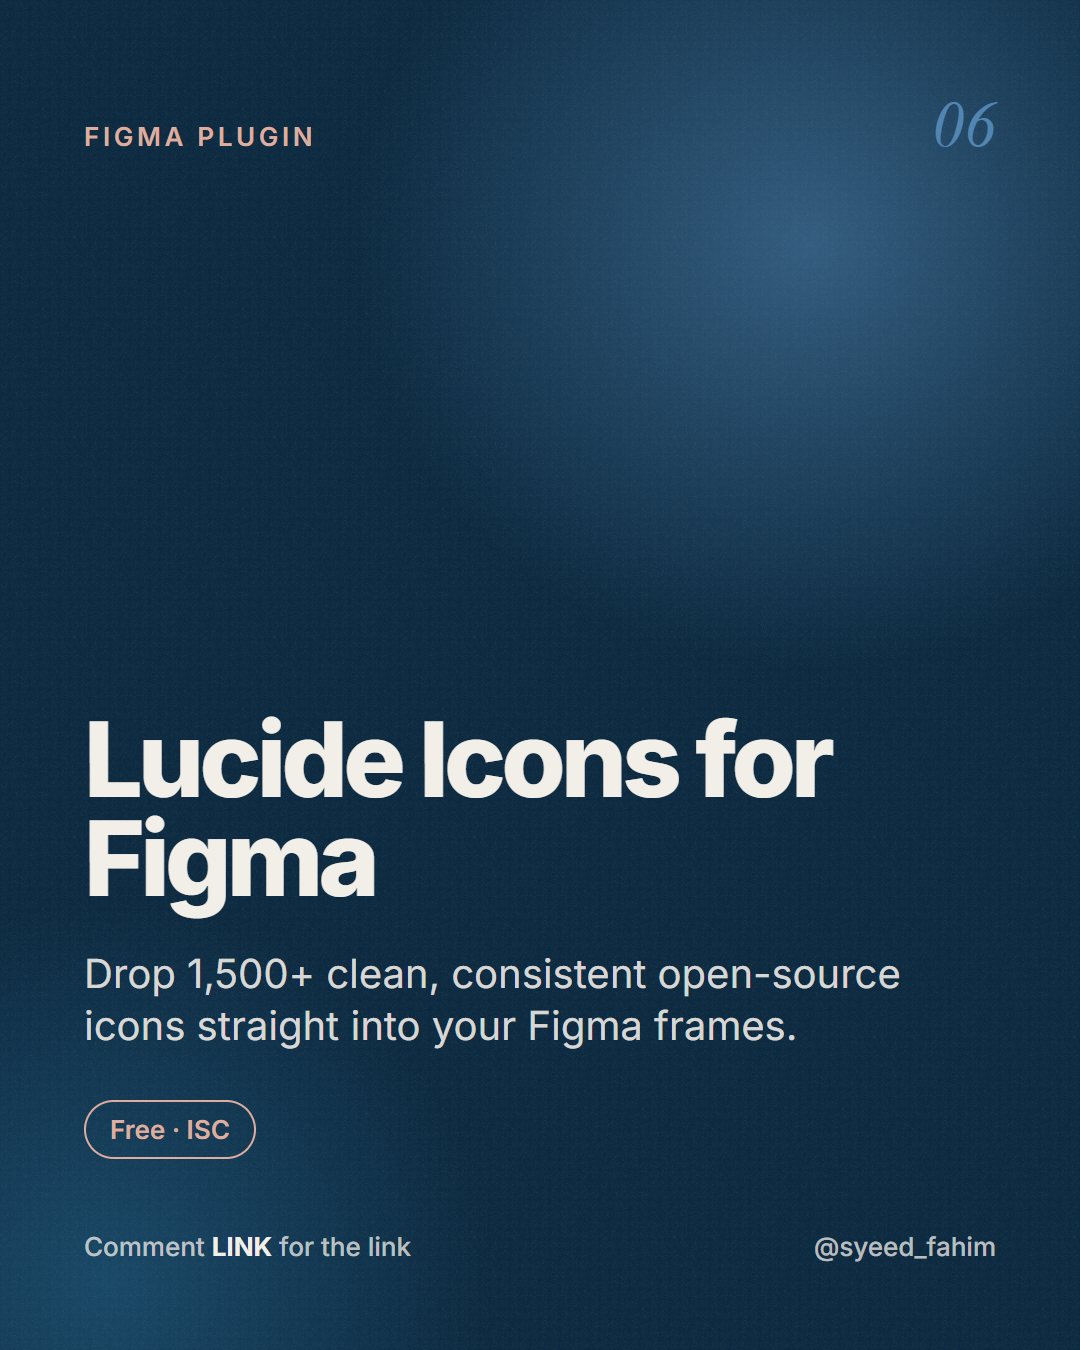 FIGMA PLUGIN
06
Lucide Icons for
Figma
Drop 1,500+ clean, consistent open-source
icons straight into your Figma frames.
Free · ISC
Comment LINK for the link
@syeed_fahim